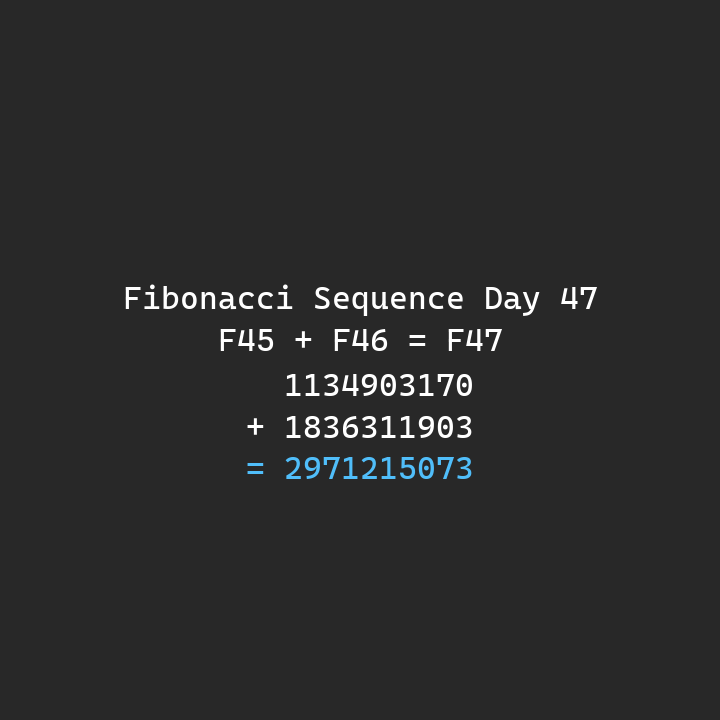 Fibonacci Sequence Day 47
F45 + F46 = F47
1134903170
+ 1836311903
= 2971215073